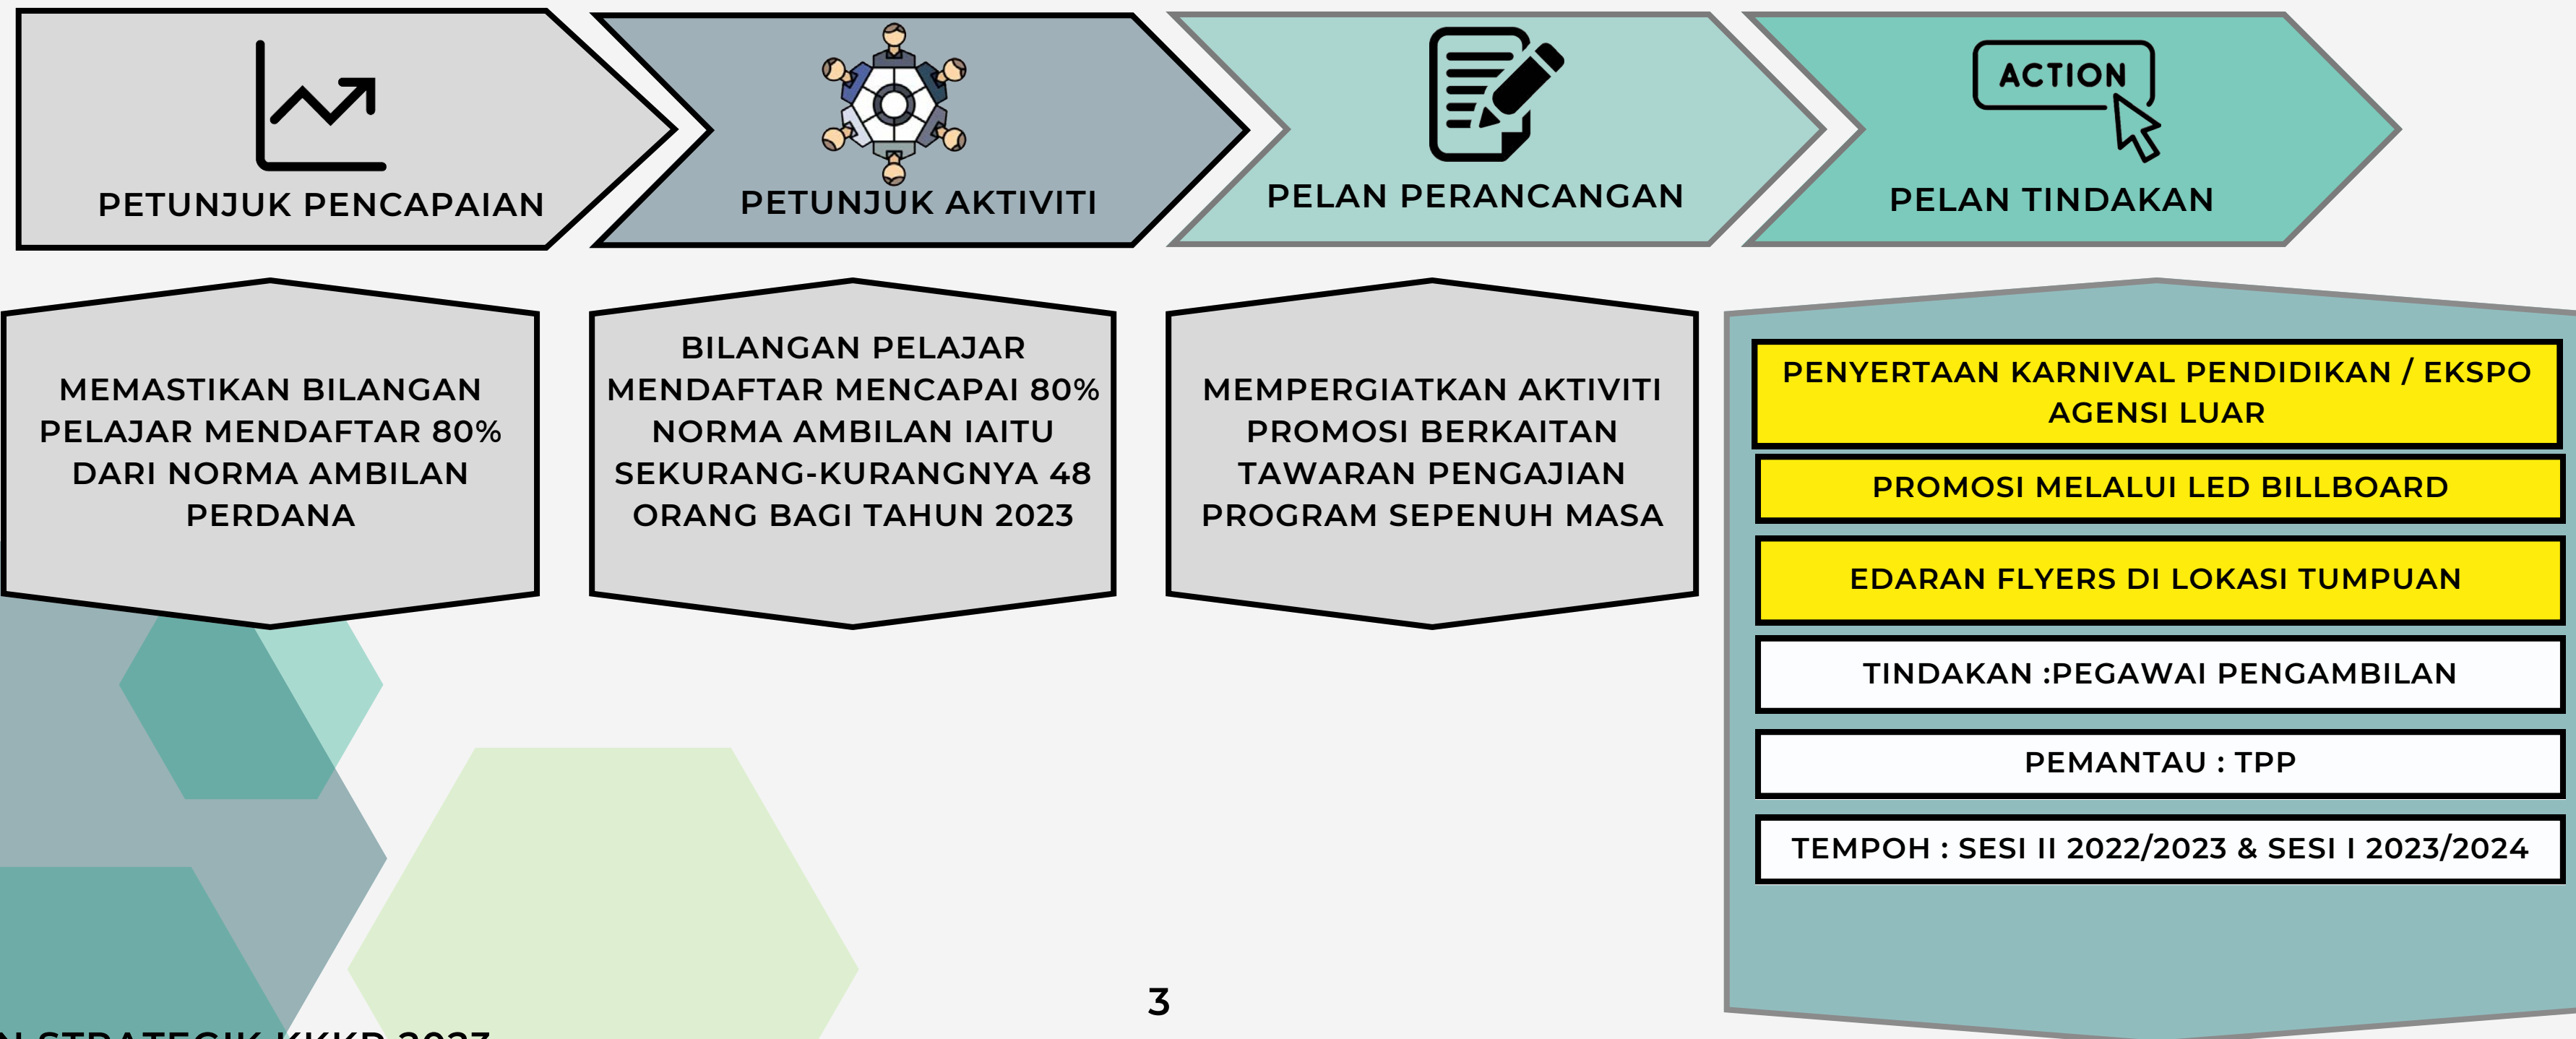 ACTION
PETUNJUK PENCAPAIAN
PETUNJUK AKTIVITI
PELAN PERANCANGAN
PELAN TINDAKAN
MEMASTIKAN BILANGAN
PELAJAR MENDAFTAR 80%
DARI NORMA AMBILAN
PERDANA
BILANGAN PELAJAR
MENDAFTAR MENCAPAI 80%
NORMA AMBILAN IAITU
SEKURANG-KURANGNYA 48
ORANG BAGI TAHUN 2023
MEMPERGIATKAN AKTIVITI
PROMOSI BERKAITAN
TAWARAN PENGAJIAN
PROGRAM SEPENUH MASA
PENYERTAAN KARNIVAL PENDIDIKAN / EKSPO
AGENSI LUAR
PROMOSI MELALUI LED BILLBOARD
EDARAN FLYERS DI LOKASI TUMPUAN
TINDAKAN :PEGAWAI PENGAMBILAN
PEMANTAU : TPP
TEMPOH : SESI II 2022/2023 & SESI I 2023/2024
3
STRATEGIK 2023